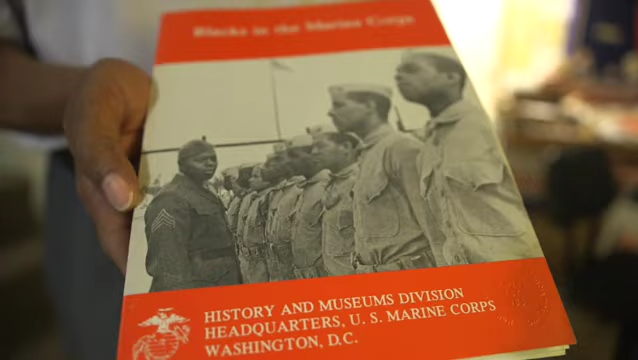 Blacks in the Marine Corps
HISTORY AND MUSEUMS DIVISION
HEADQUARTERS, U. S. MARINE CORPS
WASHINGTON, D.C.